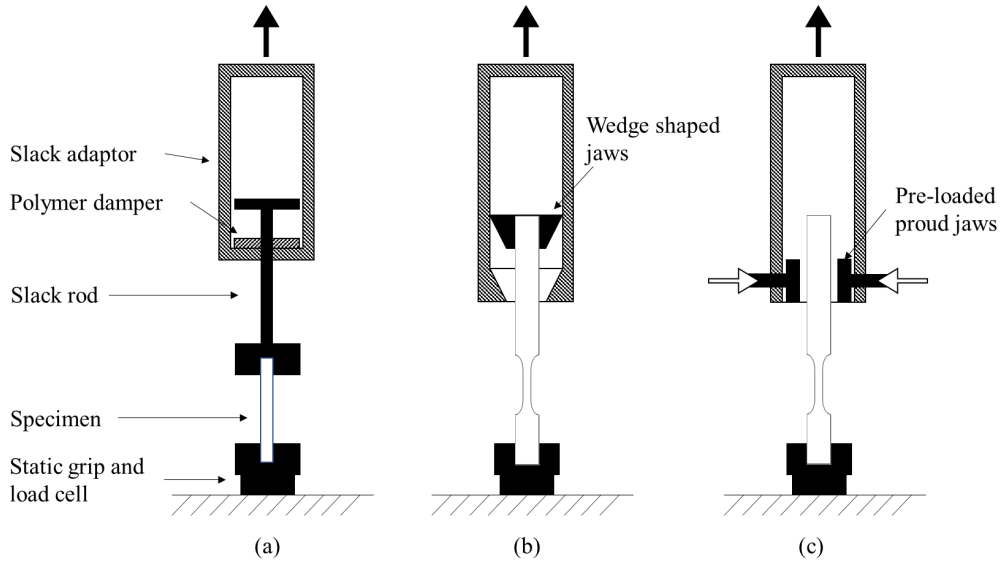 Slack adaptor
Polymer damper
Slack rod
Specimen
Static grip and
load cell
Wedge shaped
jaws
Pre-loaded
proud jaws
(a)
(b)
(c)